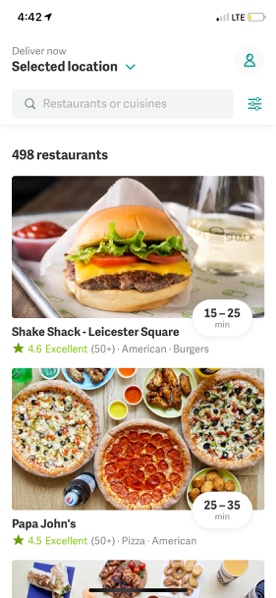 4:42
LTE
Deliver now
Selected location
Restaurants or cuisines
498 restaurants
SHACK
15 – 25
min
Shake Shack - Leicester Square
4.6 Excellent (50+) · American · Burgers
25 – 35
min
Papa John's
4.5 Excellent (50+) · Pizza · American